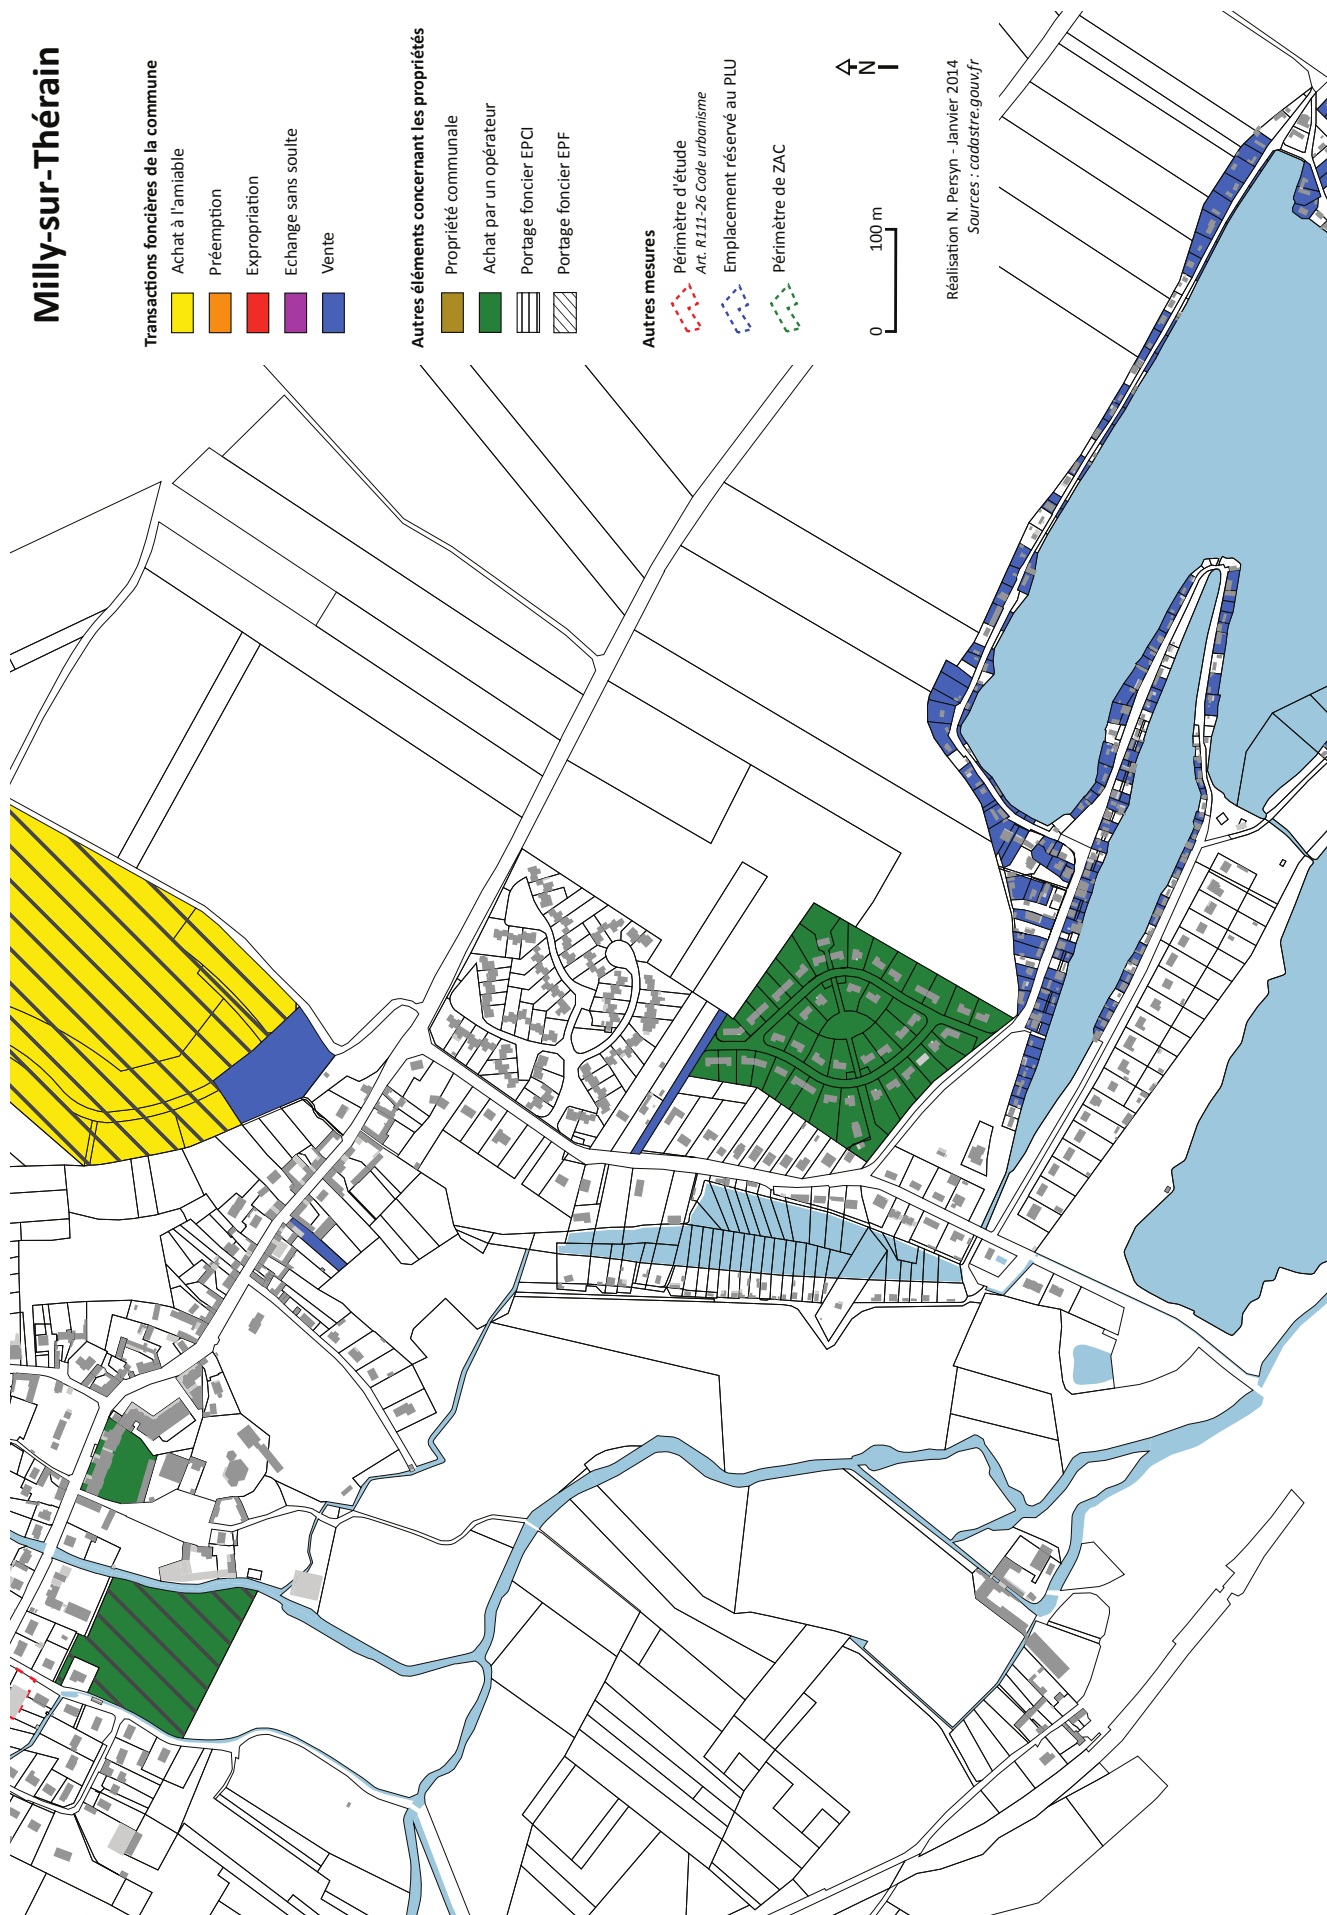 Milly-sur-Thérain
Transactions foncières de la commune
Achat à l'amiable
Préemption
Expropriation
Echange sans soulte
Vente
Autres éléments concernant les propriétés
Propriété communale
Achat par un opérateur
Portage foncier EPCI
Portage foncier EPF
Autres mesures
Périmètre d'étude
Art. R111-26 Code urbanisme
Emplacement réservé au PLU
Périmètre de ZAC
0 100 m
N
Réalisation N. Persyn - Janvier 2014
Sources : cadastre.gouv.fr